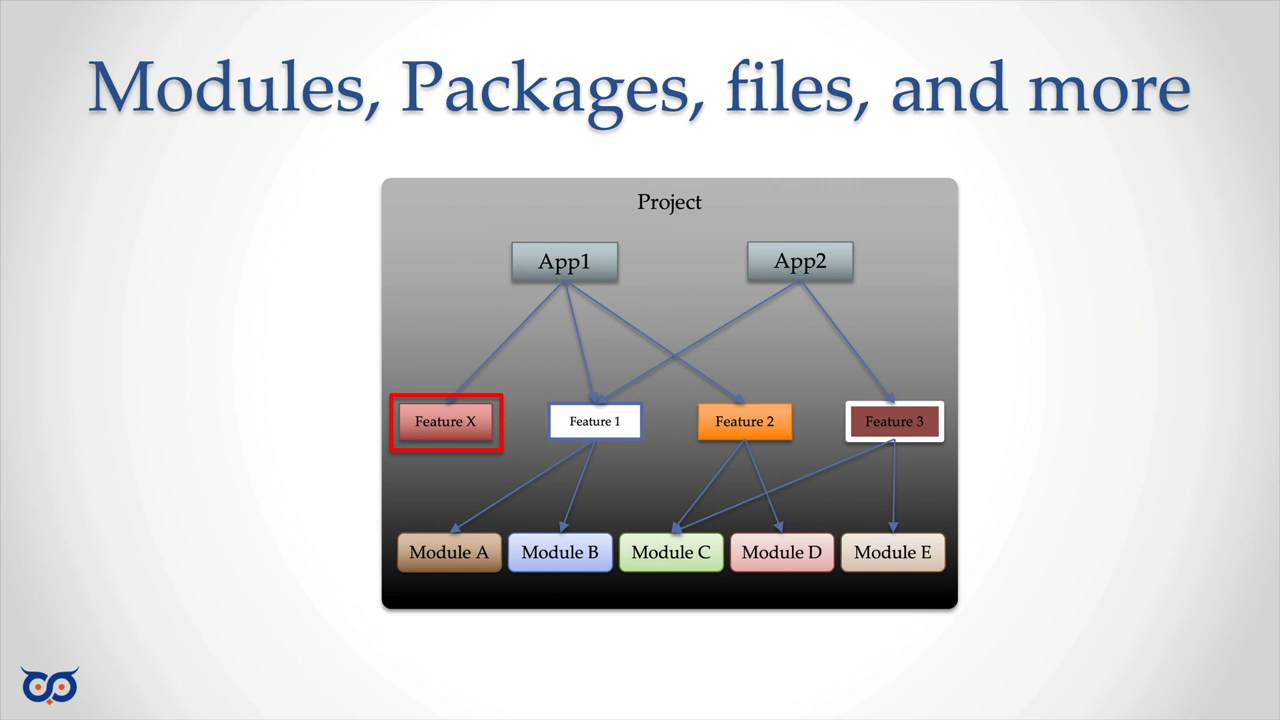 Modules, Packages, files, and more
Project
App1
App2
Feature X
Feature 1
Feature 2
Feature 3
Module A
Module B
Module C
Module D
Module E